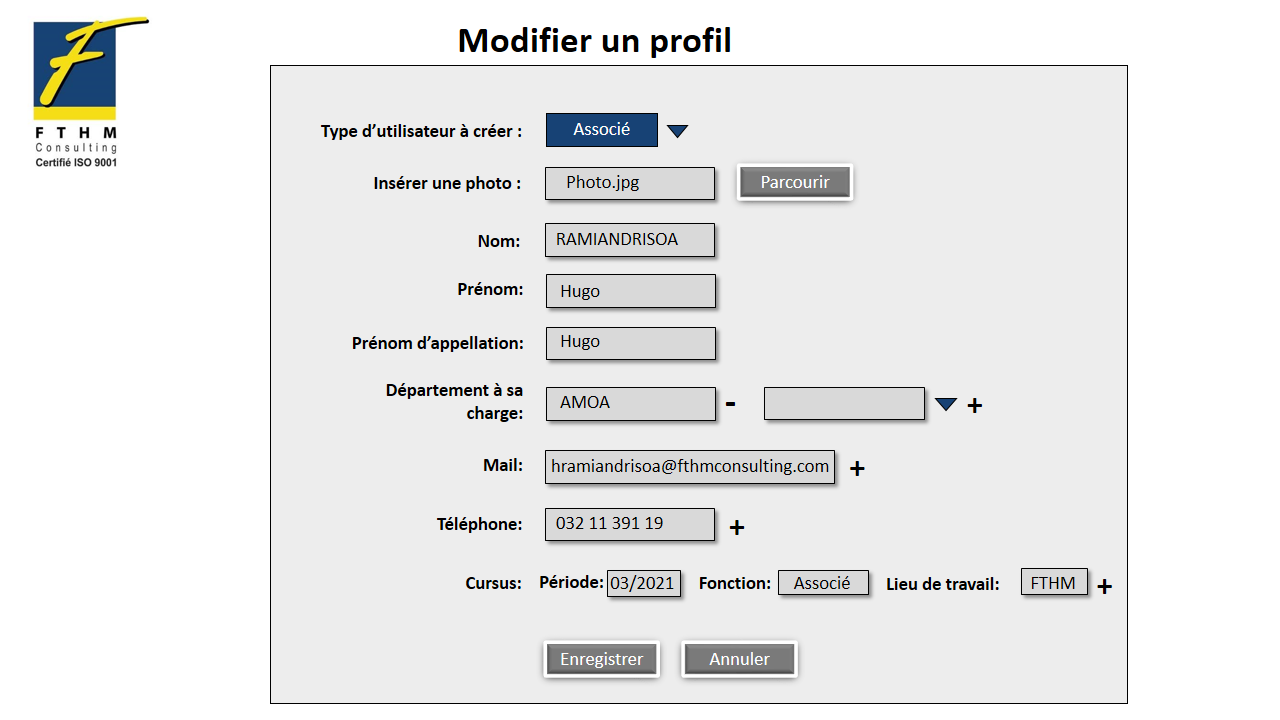 Modifier un profil
FTHM
Consulting
Certifié ISO 9001
Type d’utilisateur à créer : Associé
Insérer une photo : Photo.jpg Parcourir
Nom: RAMIANDRISOA
Prénom: Hugo
Prénom d’appellation: Hugo
Département à sa
charge: AMOA - +
Mail: hramiandrisoa@fthmconsulting.com +
Téléphone: 032 11 391 19 +
Cursus: Période: 03/2021 Fonction: Associé Lieu de travail: FTHM +
Enregistrer Annuler